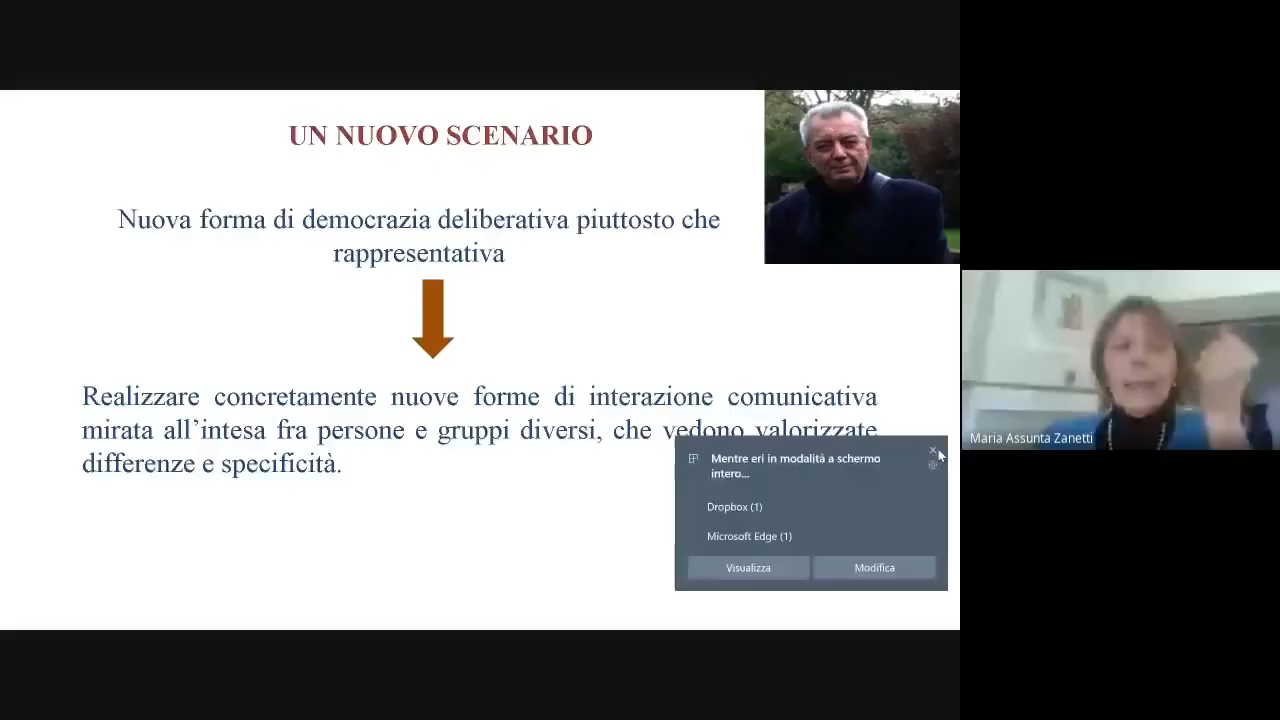 UN NUOVO SCENARIO
Nuova forma di democrazia deliberativa piuttosto che
rappresentativa
Realizzare concretamente nuove forme di interazione comunicativa
mirata all’intesa fra persone e gruppi diversi, che vedono valorizzate
differenze e specificità.
Mentre eri in modalità a schermo
intero...
Dropbox (1)
Microsoft Edge (1)
Visualizza
Modifica
Maria Assunta Zanetti